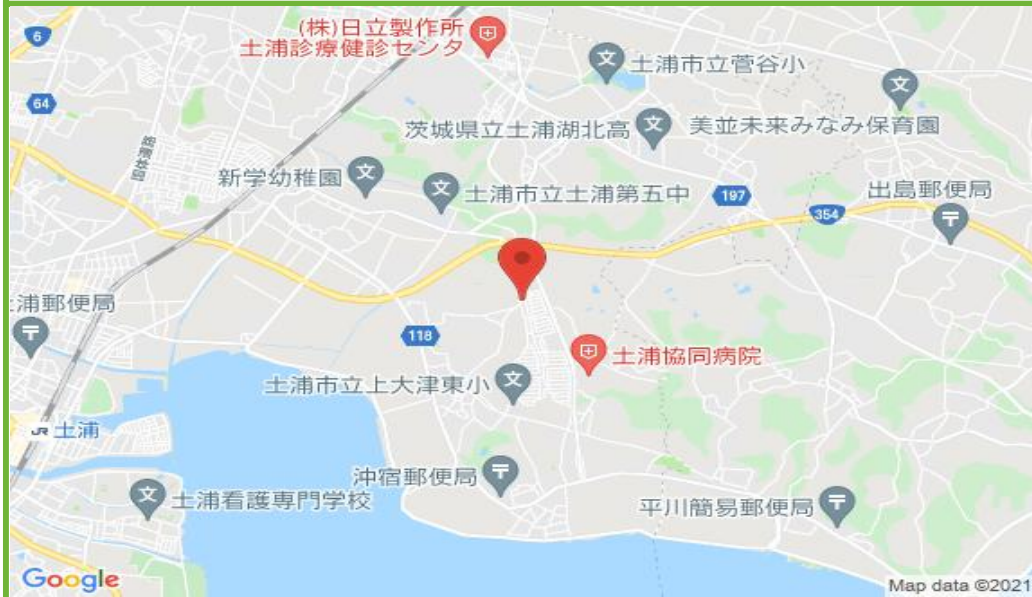 6
(株)日立製作所
土浦診療健診センタ
土浦市立菅谷小
64
茨城県立土浦湖北高
美並未来みなみ保育園
新学幼稚園
土浦市立土浦第五中
197
出島郵便局
354
土浦郵便局
118
土浦協同病院
土浦市立上大津東小
JR 土浦
沖宿郵便局
土浦看護専門学校
平川簡易郵便局
Google
Map data ©2021